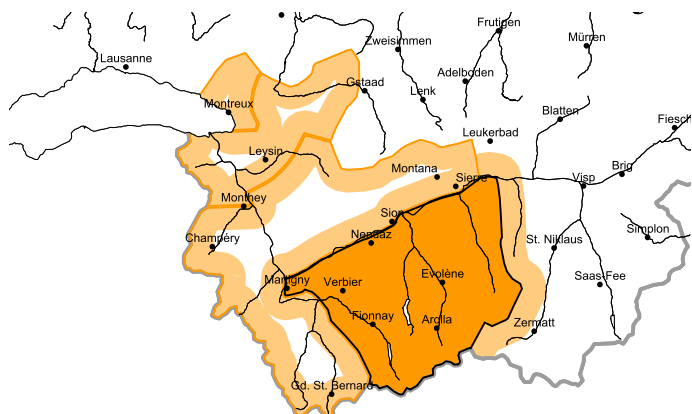 Frutigen
Zweisimmen
Mürren
Lausanne
Adelboden
Gstaad
Lenk
Montreux
Blatten
Fiesch
Leukerbad
Leysin
Montana
Brig
Sierre
Visp
Monthey
Sion
Simplon
Nendaz
Champéry
St. Niklaus
Evolène
Saas-Fee
Martigny
Verbier
Fionnay
Arolla
Zermatt
Gd. St. Bernard